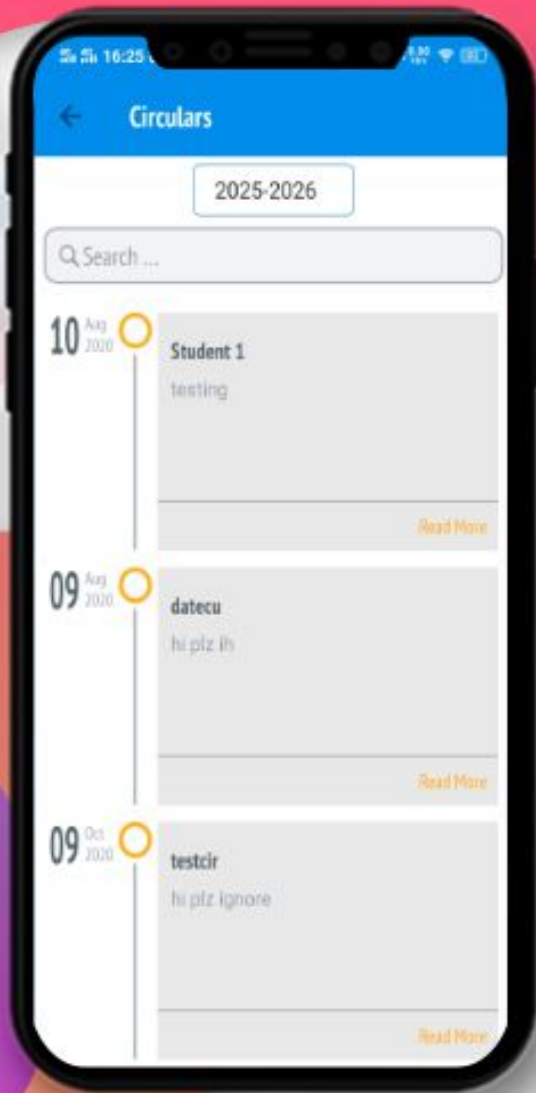 16:25
Circulars
2025-2026
Search ...
10 Aug 2020
Student 1
testing
Read More
09 Aug 2020
datecu
hi plz ih
Read More
09 Oct 2020
testcir
hi plz ignore
Read More